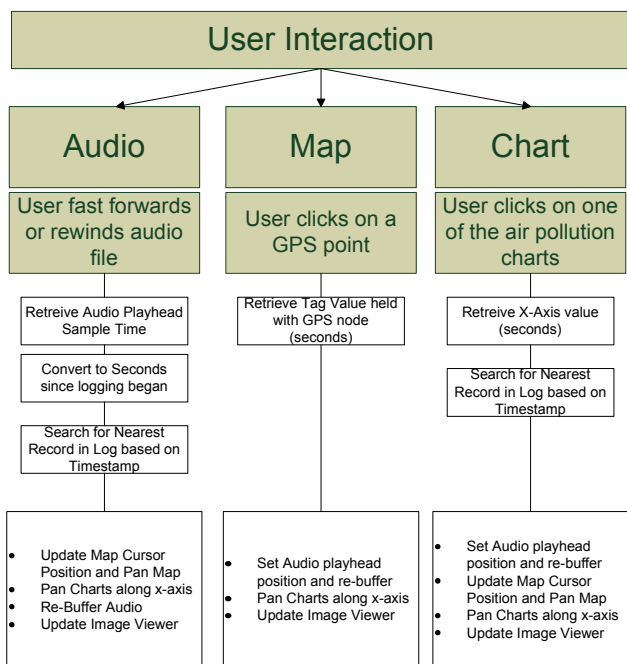 User Interaction
Audio
User fast forwards
or rewinds audio
file
Retreive Audio Playhead
Sample Time
Convert to Seconds
since logging began
Search for Nearest
Record in Log based on
Timestamp
• Update Map Cursor
Position and Pan Map
• Pan Charts along x-axis
• Re-Buffer Audio
• Update Image Viewer
Map
User clicks on a
GPS point
Retrieve Tag Value held
with GPS node
(seconds)
• Set Audio playhead
position and re-buffer
• Pan Charts along x-axis
• Update Image Viewer
Chart
User clicks on one
of the air pollution
charts
Retreive X-Axis value
(seconds)
Search for Nearest
Record in Log based on
Timestamp
• Set Audio playhead
position and re-buffer
• Update Map Cursor
Position and Pan Map
• Pan Charts along x-axis
• Update Image Viewer